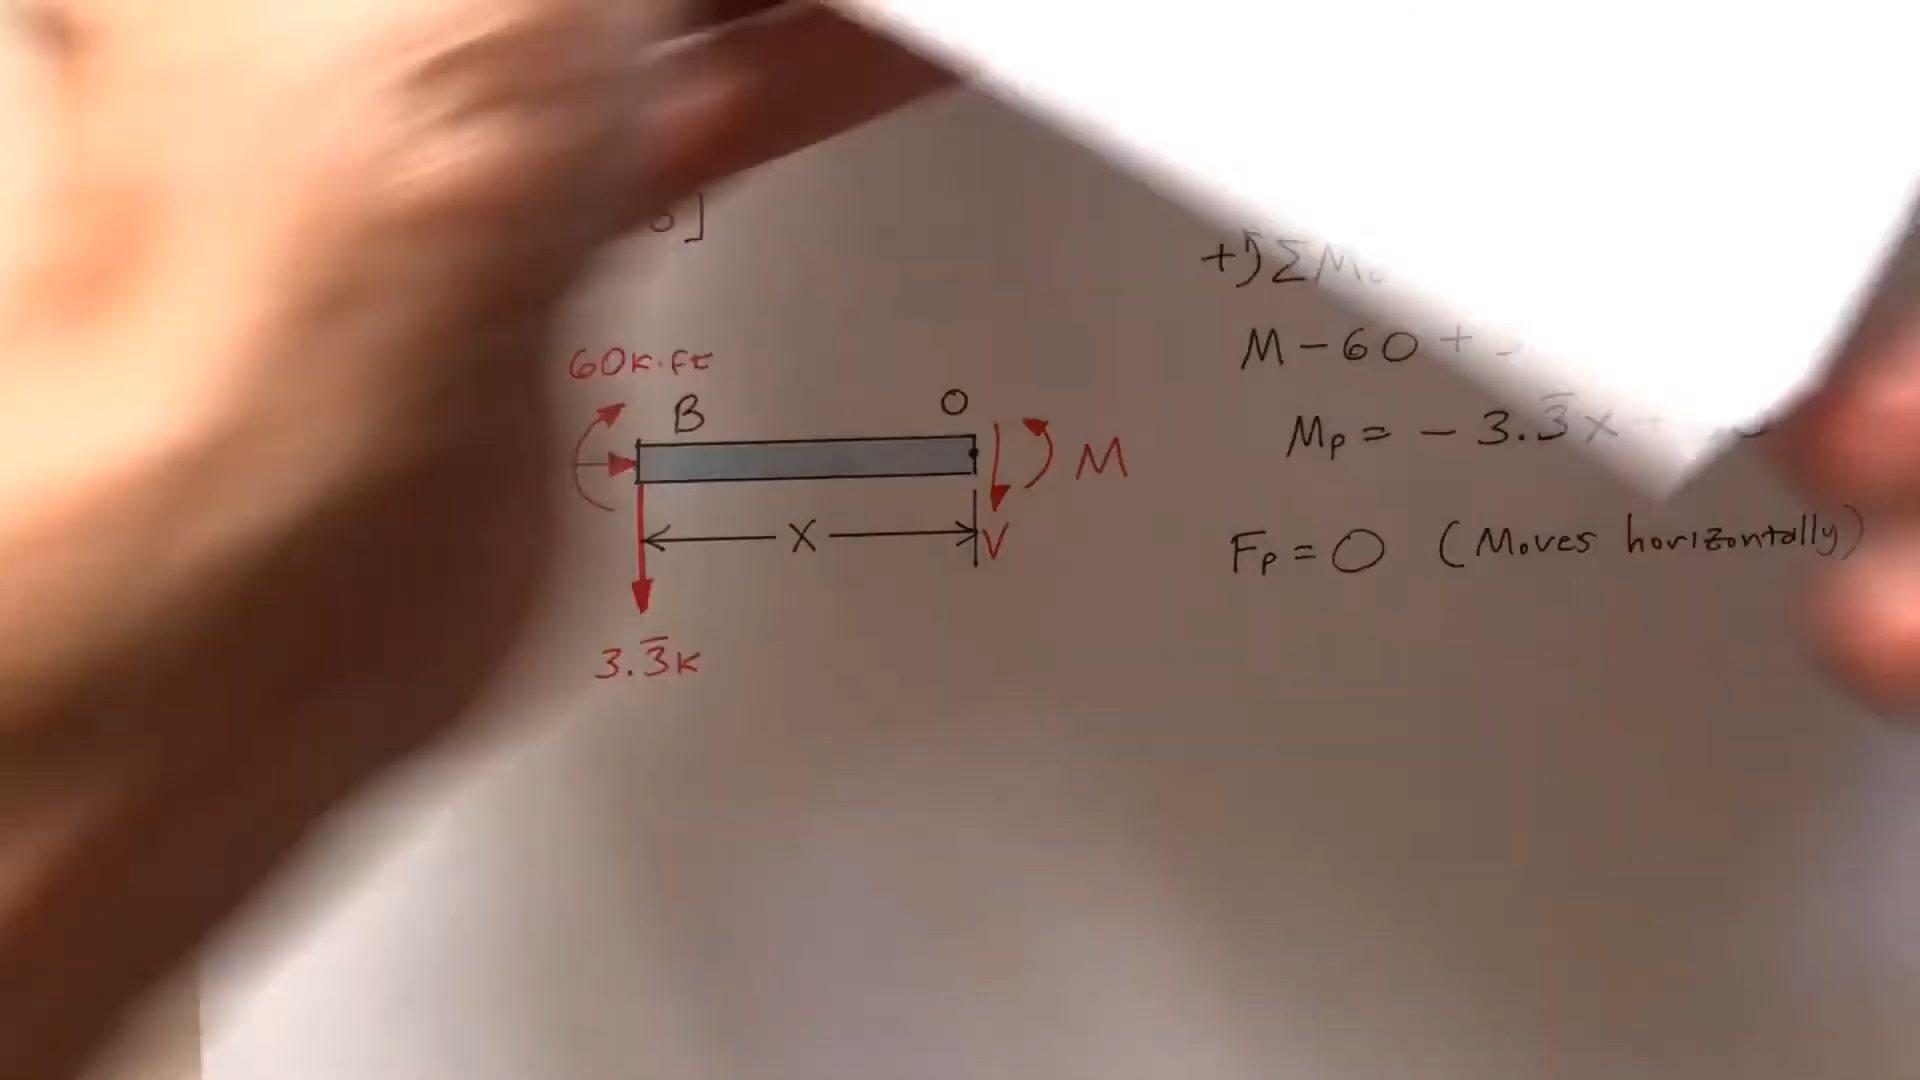 ]
+) ΣM
M - 60 +
60k.ft
B
O
Mp = - 3.3̅x
M
X
V
Fp = 0 (Moves horizontally)
3.3̅k